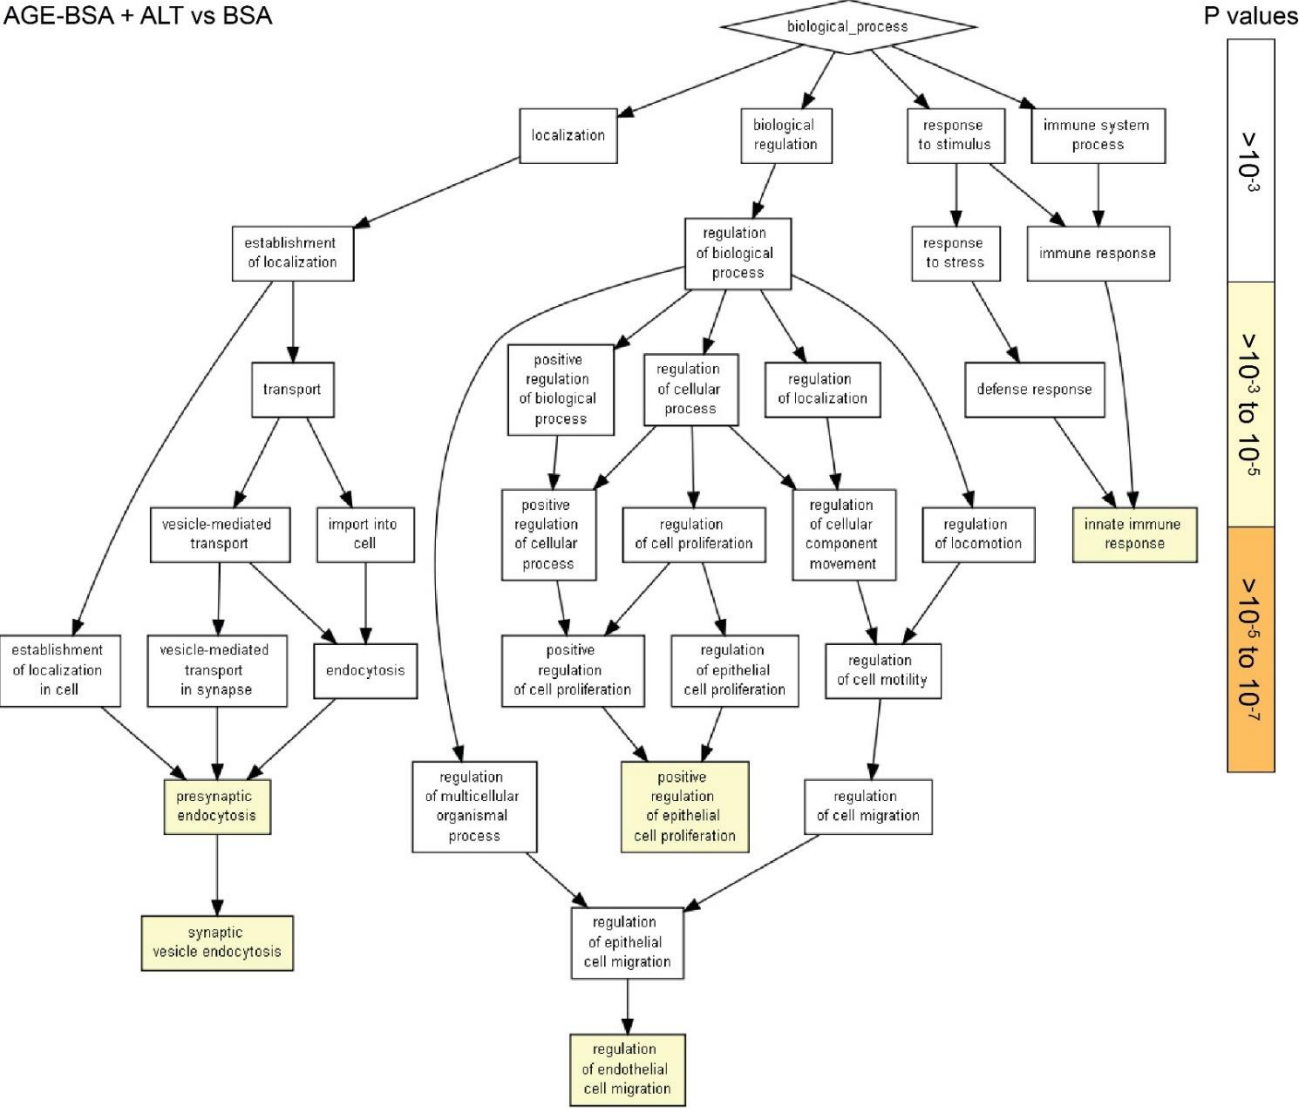 AGE-BSA + ALT vs BSA
P values
biological_process
localization
biological
regulation
response
to stimulus
immune system
process
establishment
of localization
regulation
of biological
process
response
to stress
immune response
transport
positive
regulation
of biological
process
regulation
of cellular
process
regulation
of localization
defense response
vesicle-mediated
transport
import into
cell
positive
regulation
of cellular
process
regulation
of cell proliferation
regulation
of cellular
component
movement
regulation
of locomotion
innate immune
response
establishment
of localization
in cell
vesicle-mediated
transport
in synapse
endocytosis
positive
regulation
of cell proliferation
regulation
of epithelial
cell proliferation
regulation
of cell motility
presynaptic
endocytosis
regulation
of multicellular
organismal
process
positive
regulation
of epithelial
cell proliferation
regulation
of cell migration
synaptic
vesicle endocytosis
regulation
of epithelial
cell migration
regulation
of endothelial
cell migration
>10-3
>10-3 to 10-5
>10-5 to 10-7